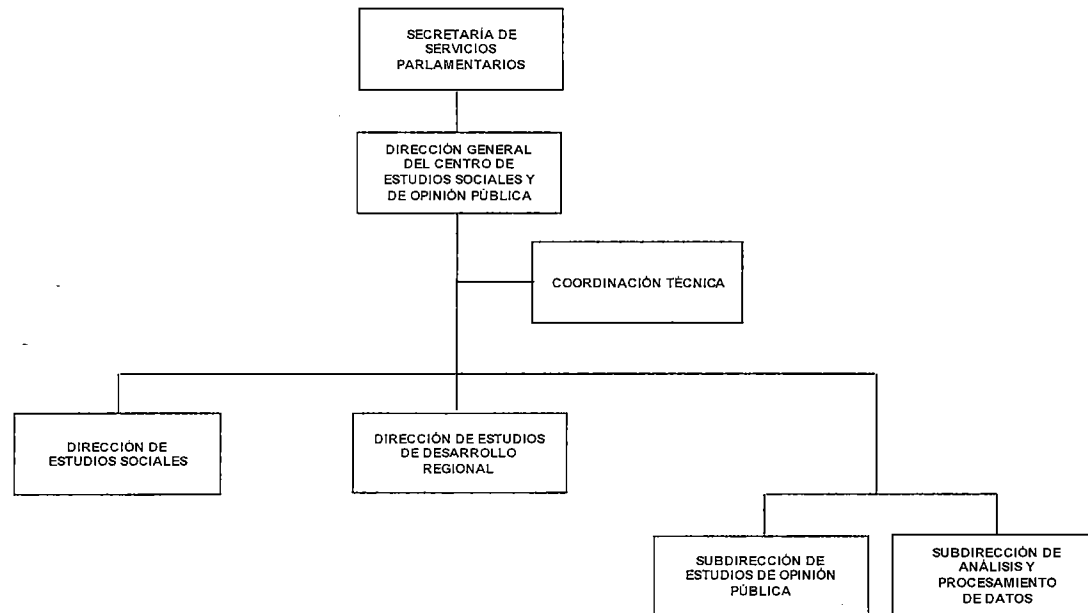 SECRETARÍA DE
SERVICIOS
PARLAMENTARIOS
DIRECCIÓN GENERAL
DEL CENTRO DE
ESTUDIOS SOCIALES Y
DE OPINIÓN PÚBLICA
COORDINACIÓN TÉCNICA
DIRECCIÓN DE
ESTUDIOS SOCIALES
DIRECCIÓN DE ESTUDIOS
DE DESARROLLO
REGIONAL
SUBDIRECCIÓN DE
ESTUDIOS DE OPINIÓN
PÚBLICA
SUBDIRECCIÓN DE
ANÁLISIS Y
PROCESAMIENTO
DE DATOS